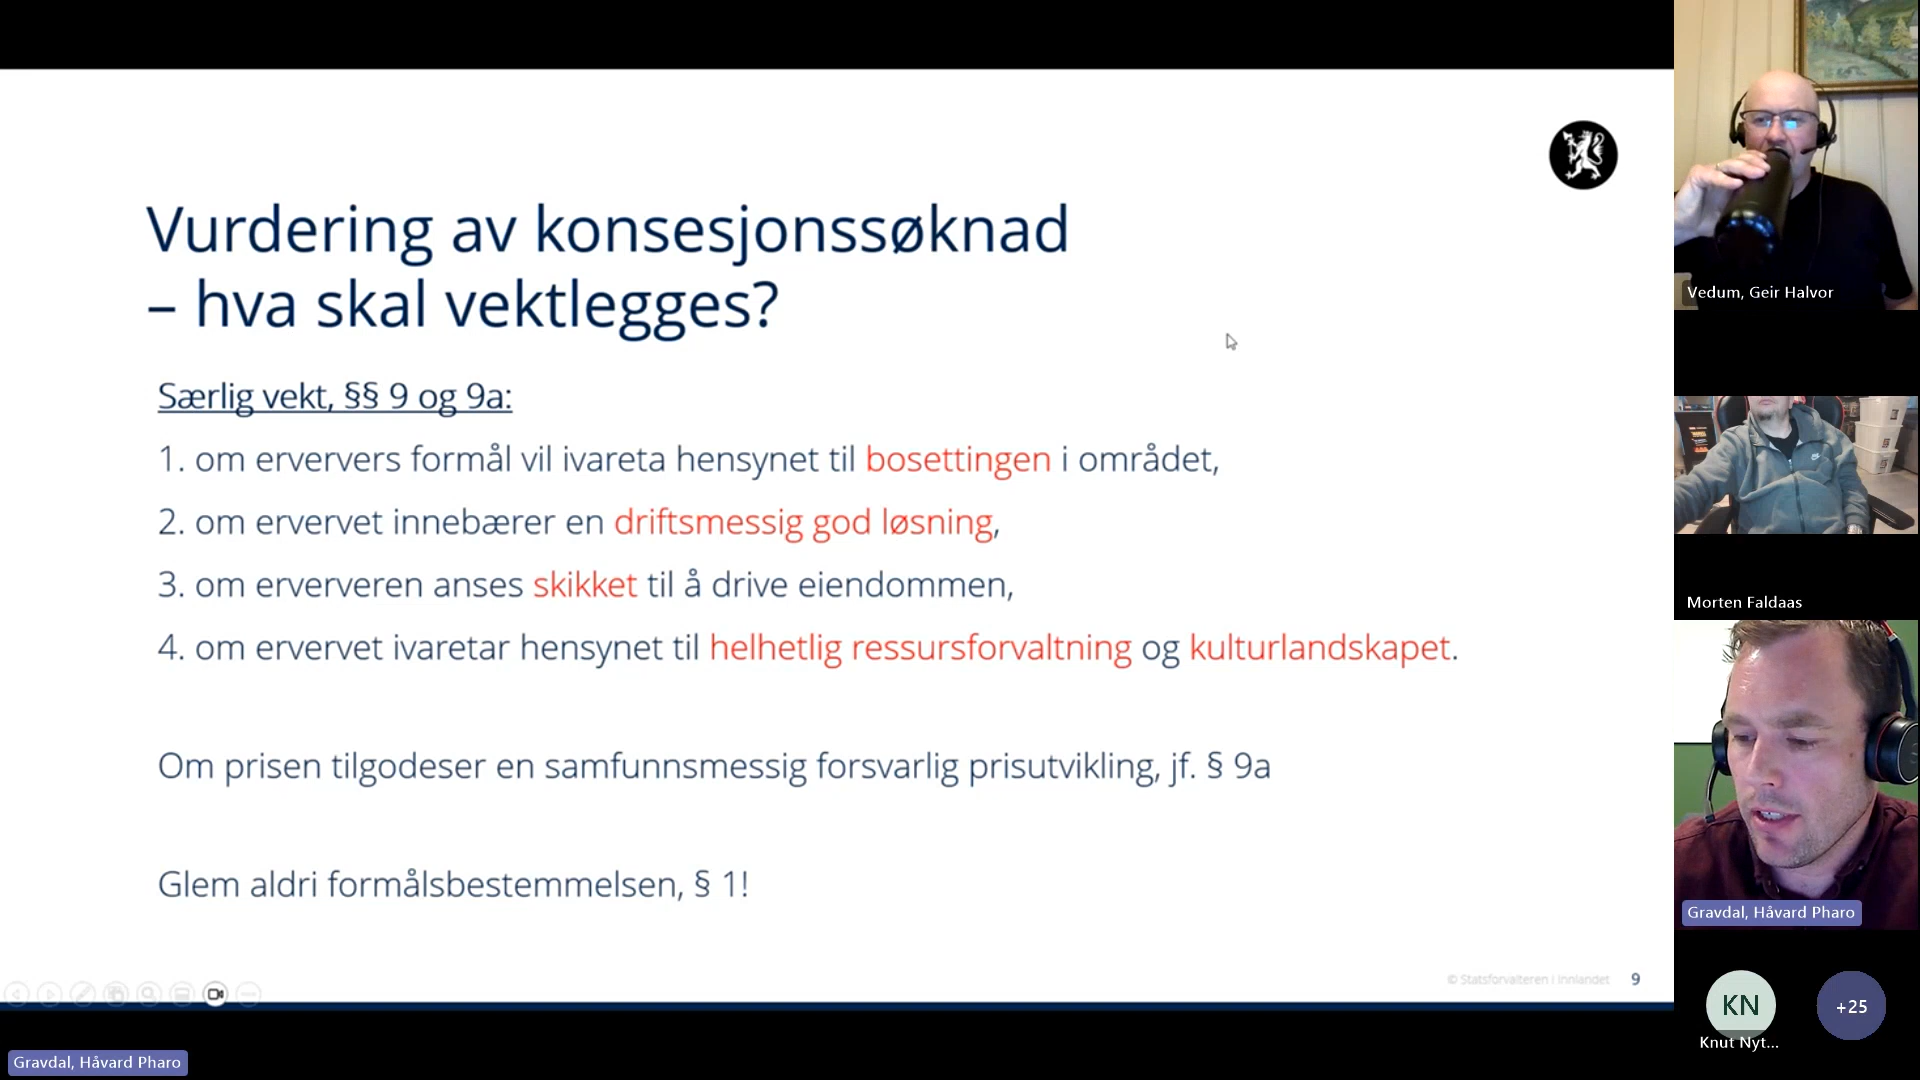 Vurdering av konsesjonssøknad
– hva skal vektlegges?
Særlig vekt, §§ 9 og 9a:
1. om erververs formål vil ivareta hensynet til bosettingen i området,
2. om ervervet innebærer en driftsmessig god løsning,
3. om erververen anses skikket til å drive eiendommen,
4. om ervervet ivaretar hensynet til helhetlig ressursforvaltning og kulturlandskapet.
Om prisen tilgodeser en samfunnsmessig forsvarlig prisutvikling, jf. § 9a
Glem aldri formålsbestemmelsen, § 1!
© Statsforvalteren i Innlandet 9
Gravdal, Håvard Pharo
Vedum, Geir Halvor
Morten Faldaas
Gravdal, Håvard Pharo
KN
+25
Knut Nyt...